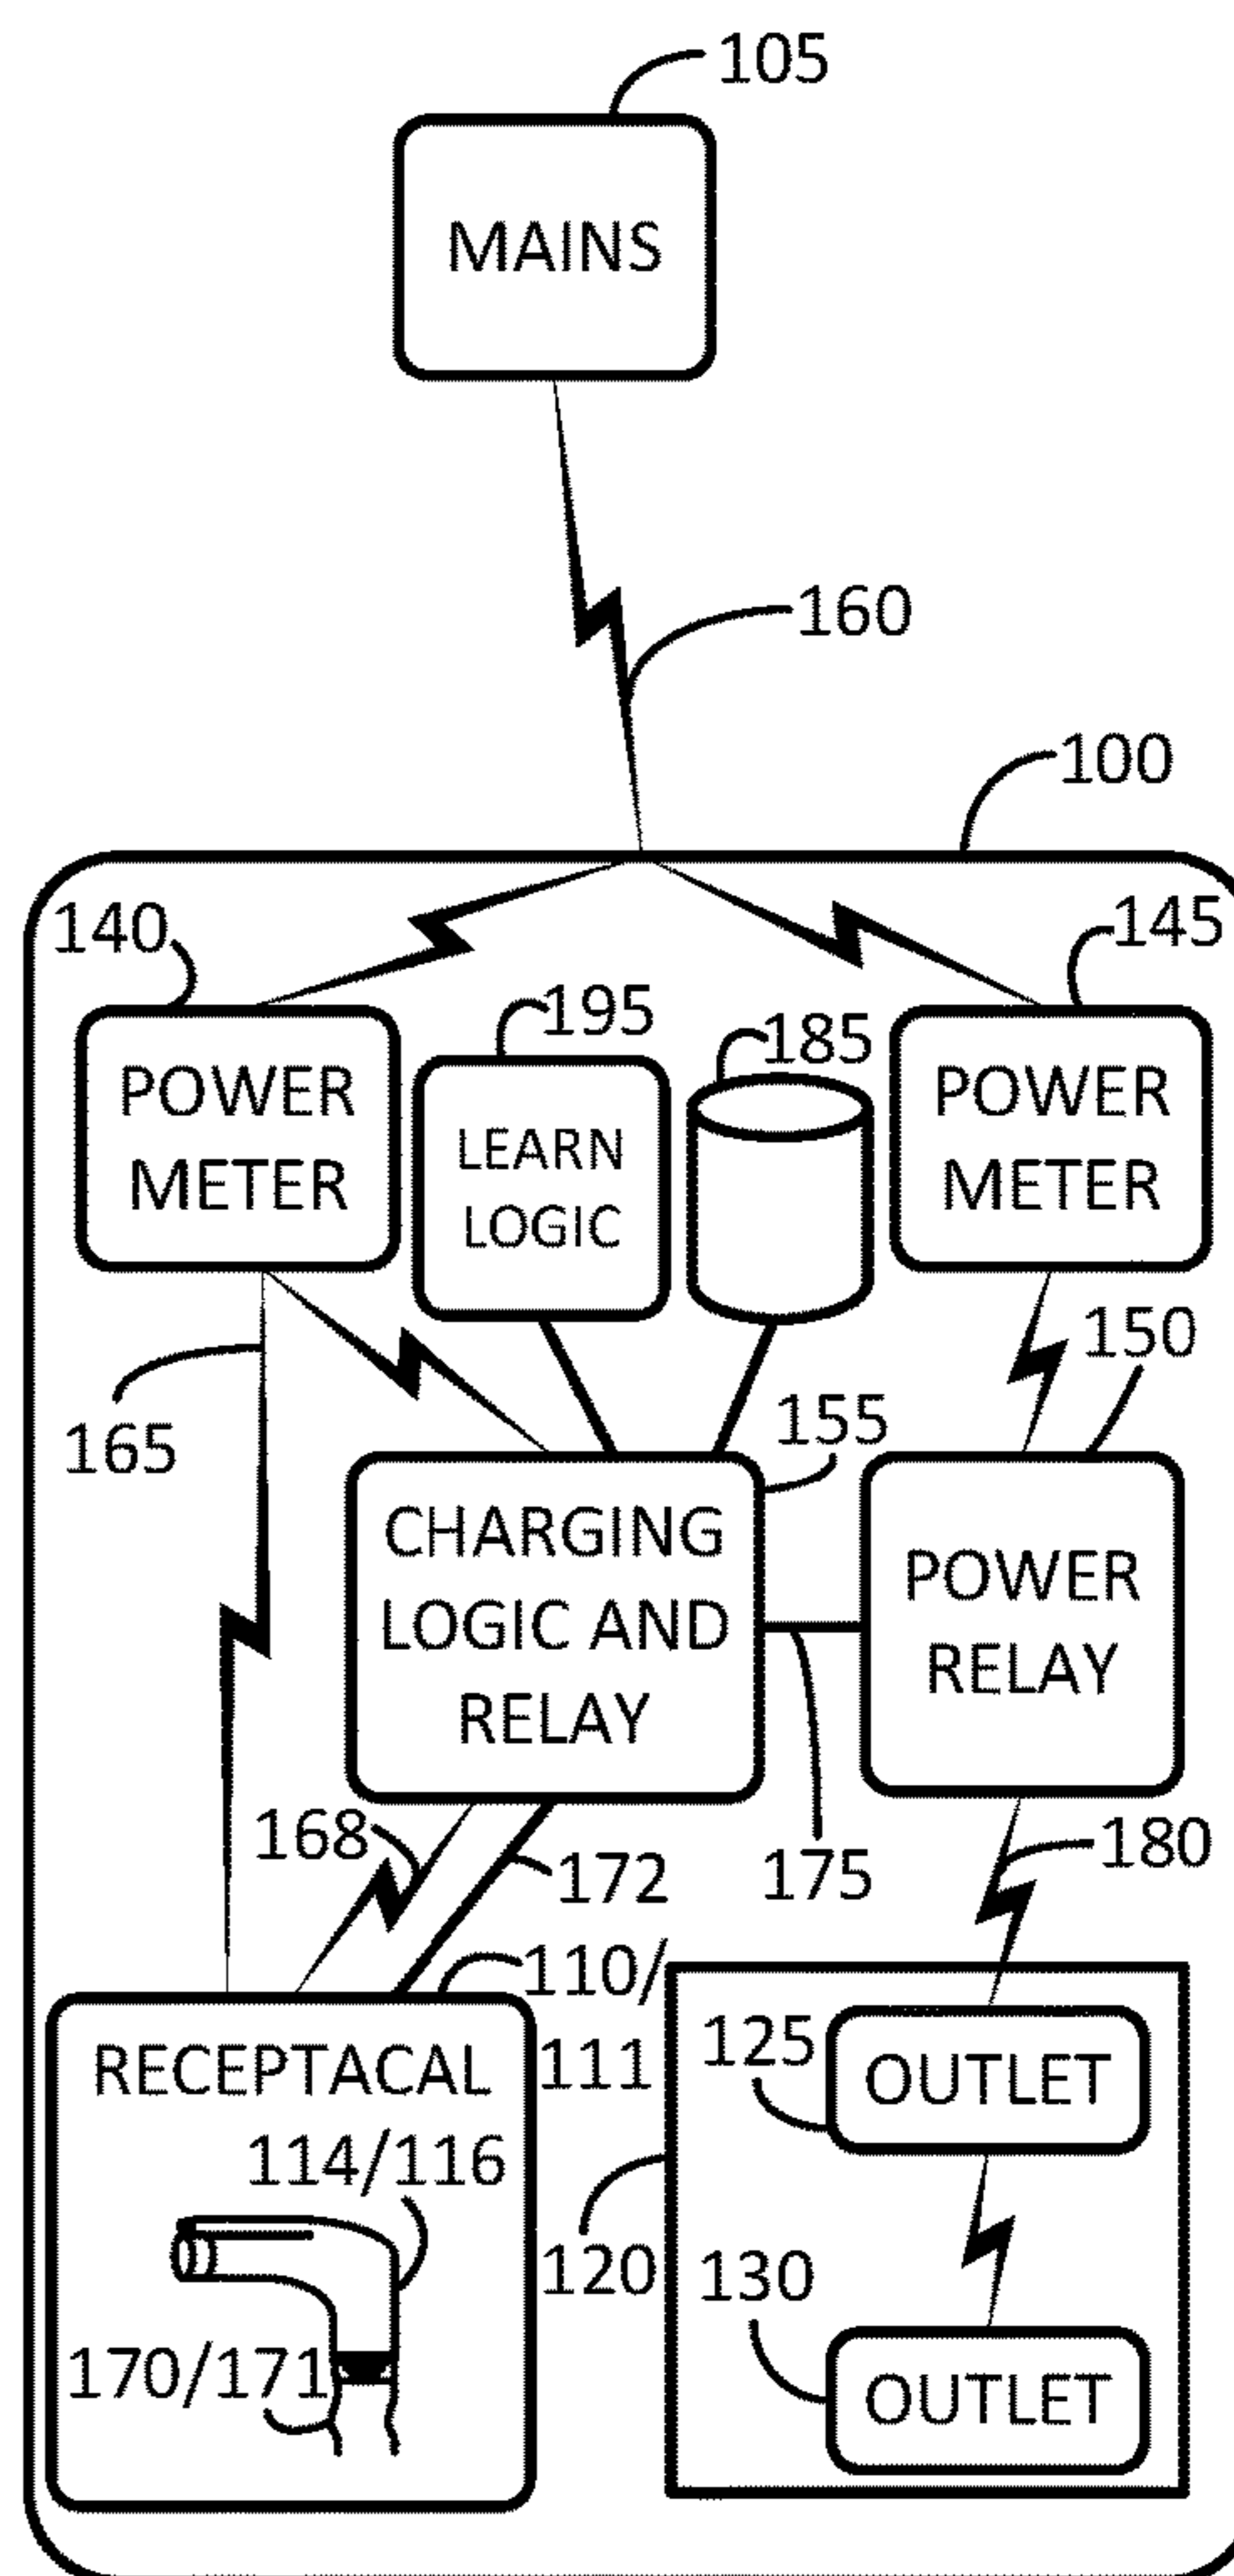 105
MAINS
160
100
140
145
195
185
POWER
METER
LEARN
LOGIC
POWER
METER
150
165
155
CHARGING
LOGIC AND
RELAY
POWER
RELAY
168
172
175
180
110/
111
RECEPTACAL
114/116
170/171
120
125
OUTLET
130
OUTLET